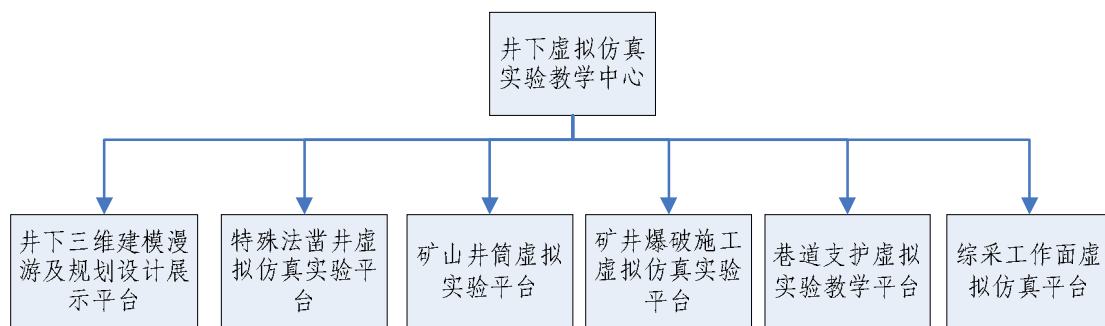 井下虚拟仿真
实验教学中心
井下三维建模漫
游及规划设计展
示平台
特殊法凿井虚
拟仿真实验平
台
矿山井筒虚拟
实验平台
矿井爆破施工
虚拟仿真实验
平台
巷道支护虚拟
实验教学平台
综采工作面虚
拟仿真平台